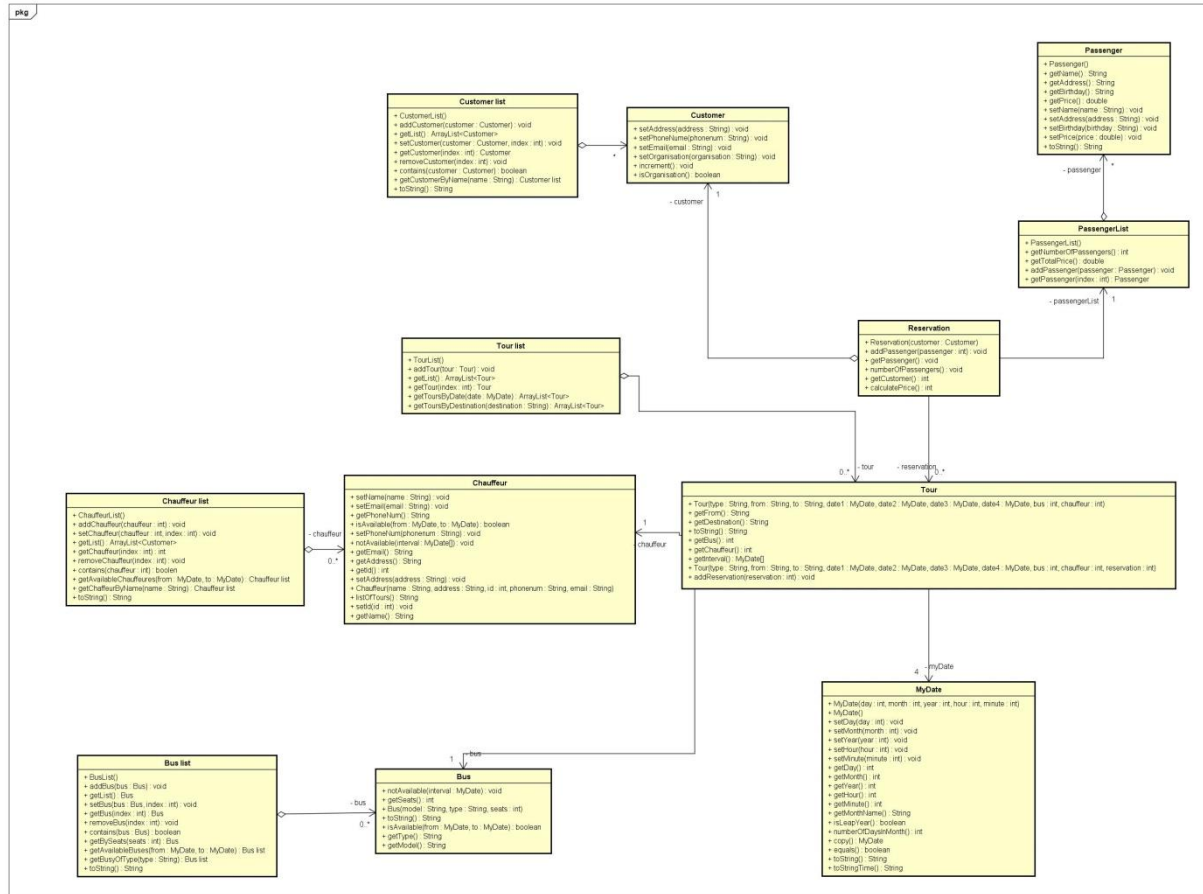 pkg
Passenger
+ Passenger()
+ getName() : String
+ getAddress() : String
+ getBirthday() : String
+ getPrice() : double
+ setName(name : String) : void
+ setAddress(address : String) : void
+ setBirthday(birthday : String) : void
+ setPrice(price : double) : void
+ toString() : String
Customer list
+ CustomerList()
+ addCustomer(customer : Customer) : void
+ getList() : ArrayList<Customer>
+ setCustomer(customer : Customer, index : int) : void
+ getCustomer(index : int) : Customer
+ removeCustomer(index : int) : void
+ contains(customer : Customer) : boolean
+ getCustomerByName(name : String) : Customer list
+ toString() : String
*
Customer
+ setAddress(address : String) : void
+ setPhoneName(phonenum : String) : void
+ setEmail(email : String) : void
+ setOrganisation(organisation : String) : void
+ increment() : void
+ isOrganisation() : boolean
- customer
1
- passenger
*
PassengerList
+ PassengerList()
+ getNumberOfPassengers() : int
+ getTotalPrice() : double
+ addPassenger(passenger : Passenger) : void
+ getPassenger(index : int) : Passenger
- passengerList
1
Reservation
+ Reservation(customer : Customer)
+ addPassenger(passenger : int) : void
+ getPassenger() : void
+ numberOfPassengers() : void
+ getCustomer() : int
+ calculatePrice() : int
Tour list
+ TourList()
+ addTour(tour : Tour) : void
+ getList() : ArrayList<Tour>
+ getTour(index : int) : Tour
+ getToursByDate(date : MyDate) : ArrayList<Tour>
+ getToursByDestination(destination : String) : ArrayList<Tour>
- tour
0..*
- reservation
0..*
Chauffeur list
+ ChauffeurList()
+ addChauffeur(chauffeur : int) : void
+ setChauffeur(chauffeur : int, index : int) : void
+ getList() : ArrayList<Customer>
+ getChauffeur(index : int) : int
+ removeChauffeur(index : int) : void
+ contains(chauffeur : int) : boolen
+ getAvailableChauffeures(from : MyDate, to : MyDate) : Chauffeur list
+ getChaffeurByName(name : String) : Chauffeur list
+ toString() : String
- chauffeur
0..*
Chauffeur
+ setName(name : String) : void
+ setEmail(email : String) : void
+ getPhoneNum() : String
+ isAvailable(from : MyDate, to : MyDate) : boolean
+ setPhoneNum(phonenum : String) : void
+ notAvailable(interval : MyDate[]) : void
+ getEmail() : String
+ getAddress() : String
+ getId() : int
+ setAddress(address : String) : void
+ Chauffeur(name : String, address : String, id : int, phonenum : String, email : String)
+ listOfTours() : String
+ setId(id : int) : void
+ getName() : String
1
- chauffeur
Tour
+ Tour(type : String, from : String, to : String, date1 : MyDate, date2 : MyDate, date3 : MyDate, date4 : MyDate, bus : int, chauffeur : int)
+ getFrom() : String
+ getDestination() : String
+ toString() : String
+ getBus() : int
+ getChauffeur() : int
+ getInterval() : MyDate[]
+ Tour(type : String, from : String, to : String, date1 : MyDate, date2 : MyDate, date3 : MyDate, date4 : MyDate, bus : int, chauffeur : int, reservation : int)
+ addReservation(reservation : int) : void
- myDate
4
MyDate
+ MyDate(day : int, month : int, year : int, hour : int, minute : int)
+ MyDate()
+ setDay(day : int) : void
+ setMonth(month : int) : void
+ setYear(year : int) : void
+ setHour(hour : int) : void
+ setMinute(minute : int) : void
+ getDay() : int
+ getMonth() : int
+ getYear() : int
+ getHour() : int
+ getMinute() : int
+ getMonthName() : String
+ isLeapYear() : boolean
+ numberOfDaysInMonth() : int
+ copy() : MyDate
+ equals() : boolean
+ toString() : String
+ toStringTime() : String
Bus list
+ BusList()
+ addBus(bus : Bus) : void
+ getList() : Bus
+ setBus(bus : Bus, index : int) : void
+ getBus(index : int) : Bus
+ removeBus(index : int) : void
+ contains(bus : Bus) : boolean
+ getBySeats(seats : int) : Bus
+ getAvailableBuses(from : MyDate, to : MyDate) : Bus list
+ getBusyOfType(type : String) : Bus list
+ toString() : String
- bus
0..*
- bus
1
Bus
+ notAvailable(interval : MyDate) : void
+ getSeats() : int
+ Bus(model : String, type : String, seats : int)
+ toString() : String
+ isAvailable(from : MyDate, to : MyDate) : boolean
+ getType() : String
+ getModel() : String